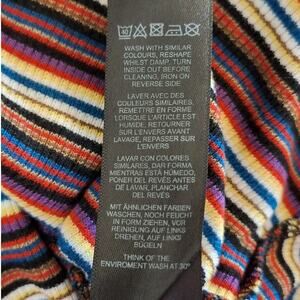 40
WASH WITH SIMILAR
COLOURS, RESHAPE
WHILST DAMP, TURN
INSIDE OUT BEFORE
CLEANING, IRON ON
REVERSE SIDE
LAVER AVEC DES
COULEURS SIMILAIRES,
REMETTRE EN FORME
LORSQUE L'ARTICLE EST
HUMIDE, RETOURNER
SUR L'ENVERS AVANT
LAVAGE, REPASSER SUR
L'ENVERS
LAVAR CON COLORES
SIMILARES, DAR FORMA
MIENTRAS ESTÁ HÚMEDO,
PONER DEL REVÉS ANTES
DE LAVAR, PLANCHAR
DEL REVÉS
MIT ÄHNLICHEN FARBEN
WASCHEN, NOCH FEUCHT
IN FORM ZIEHEN, VOR
REINIGUNG AUF LINKS
DREHEN, AUF LINKS
BÜGELN
THINK OF THE
ENVIROMENT WASH AT 30°